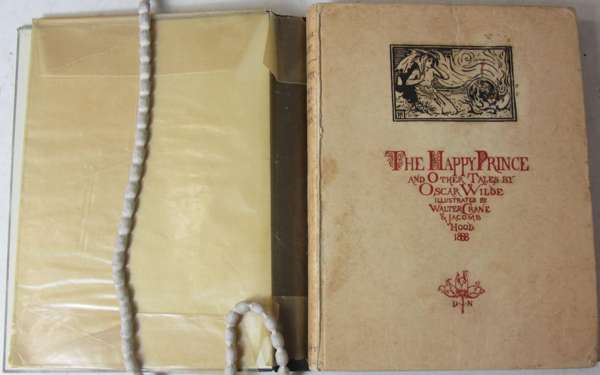 THE HAPPY PRINCE
AND OTHER TALES BY
OSCAR WILDE
ILLUSTRATED BY
WALTER CRANE
& JACOMB
HOOD
1888
D N